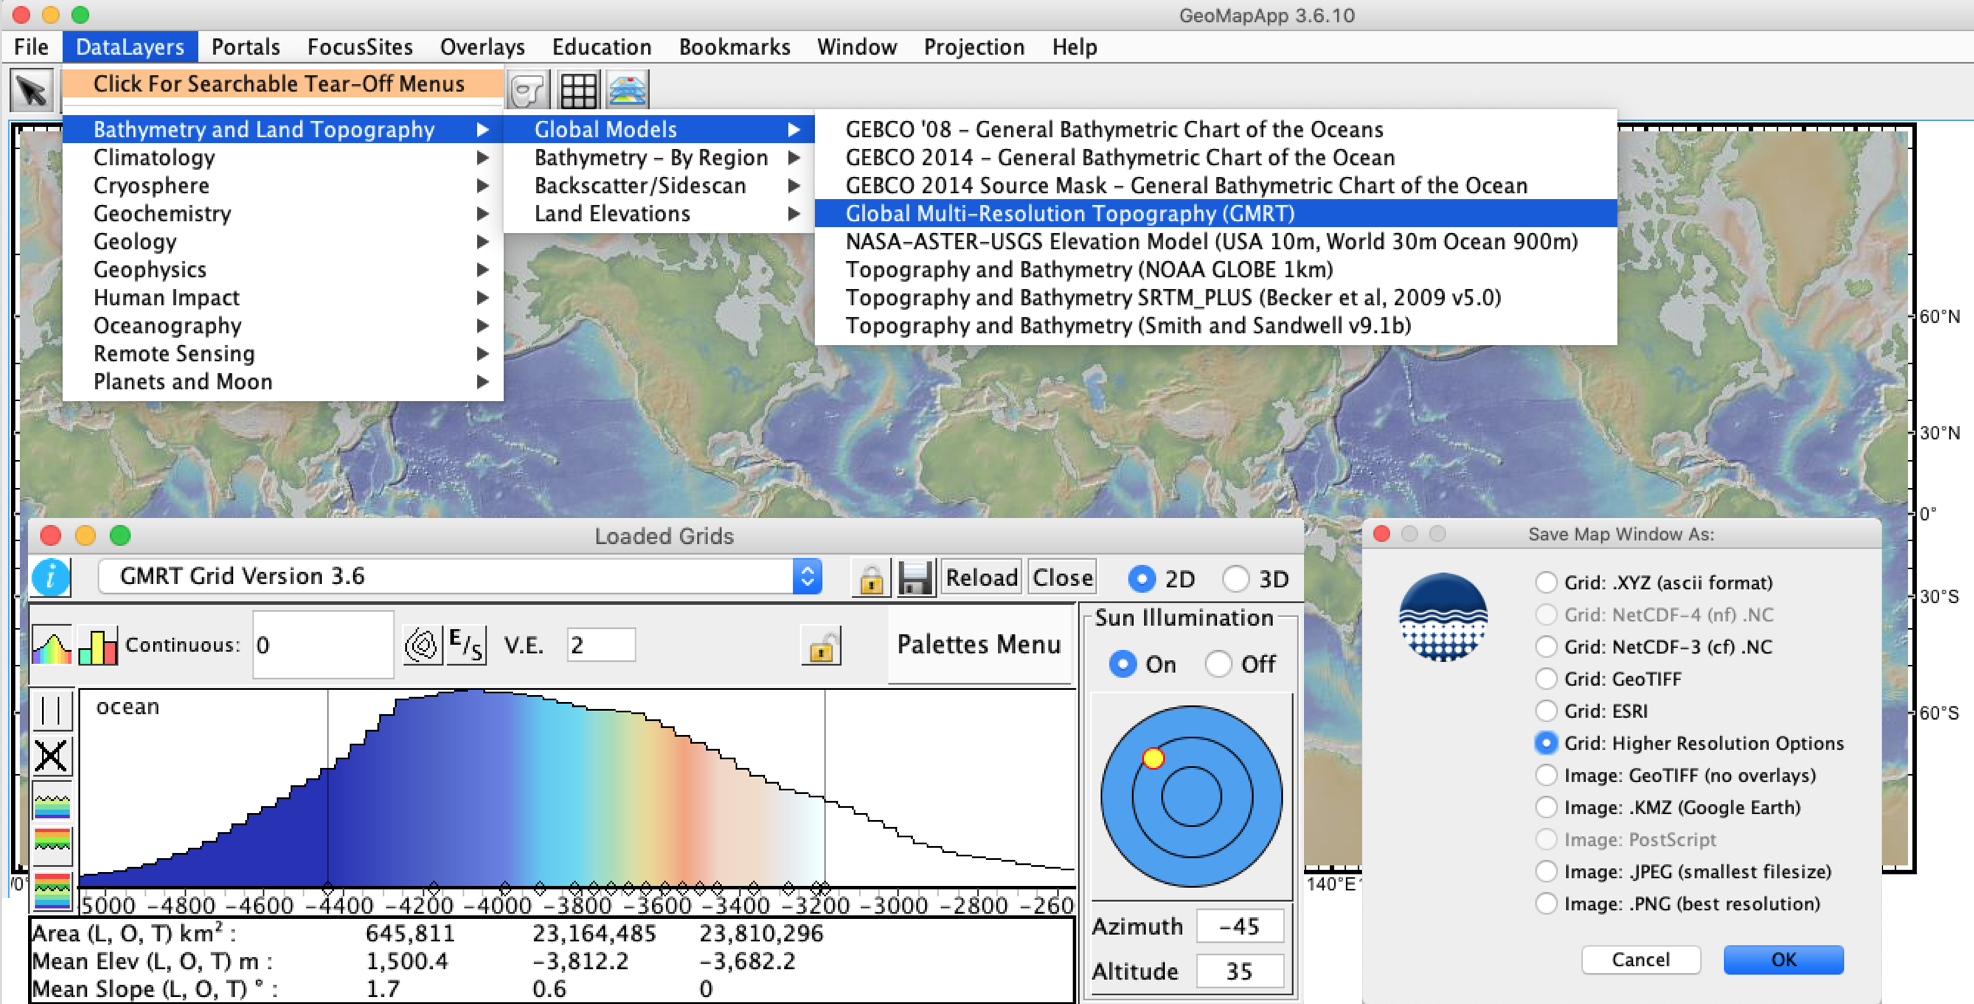 GeoMapApp 3.6.10
File DataLayers Portals FocusSites Overlays Education Bookmarks Window Projection Help
Click For Searchable Tear-Off Menus
Bathymetry and Land Topography
Climatology
Cryosphere
Geochemistry
Geology
Geophysics
Human Impact
Oceanography
Remote Sensing
Planets and Moon
Global Models
Bathymetry - By Region
Backscatter/Sidescan
Land Elevations
GEBCO '08 - General Bathymetric Chart of the Oceans
GEBCO 2014 - General Bathymetric Chart of the Ocean
GEBCO 2014 Source Mask - General Bathymetric Chart of the Ocean
Global Multi-Resolution Topography (GMRT)
NASA-ASTER-USGS Elevation Model (USA 10m, World 30m Ocean 900m)
Topography and Bathymetry (NOAA GLOBE 1km)
Topography and Bathymetry SRTM_PLUS (Becker et al, 2009 v5.0)
Topography and Bathymetry (Smith and Sandwell v9.1b)
60°N
30°N
0°
30°S
60°S
140°E
Loaded Grids
GMRT Grid Version 3.6 Reload Close 2D 3D
Continuous: 0 E/S V.E. 2 Palettes Menu
ocean
5000 -4800 -4600 -4400 -4200 -4000 -3800 -3600 -3400 -3200 -3000 -2800 -260
Area (L, O, T) km² : 645,811 23,164,485 23,810,296
Mean Elev (L, O, T) m : 1,500.4 -3,812.2 -3,682.2
Mean Slope (L, O, T) ° : 1.7 0.6 0
Sun Illumination
On Off
Azimuth -45
Altitude 35
Save Map Window As:
Grid: .XYZ (ascii format)
Grid: NetCDF-4 (nf) .NC
Grid: NetCDF-3 (cf) .NC
Grid: GeoTIFF
Grid: ESRI
Grid: Higher Resolution Options
Image: GeoTIFF (no overlays)
Image: .KMZ (Google Earth)
Image: PostScript
Image: .JPEG (smallest filesize)
Image: .PNG (best resolution)
Cancel OK